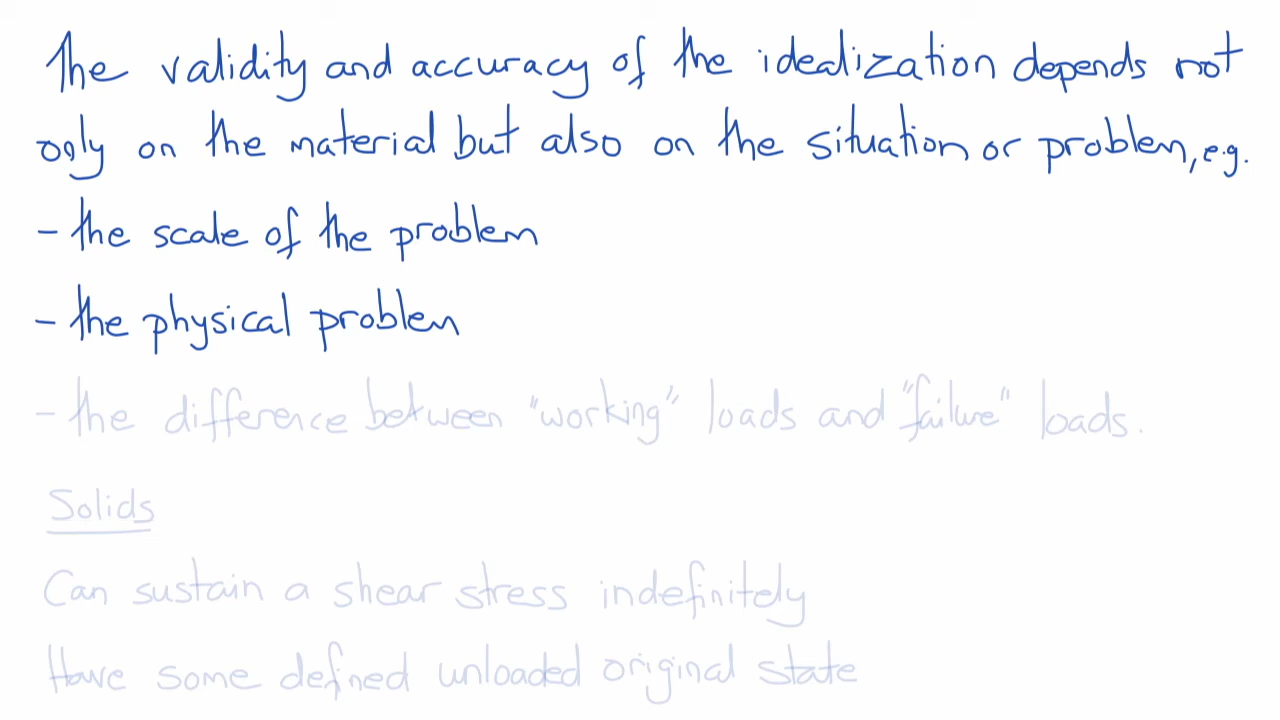 The validity and accuracy of the idealization depends not
only on the material but also on the situation or problem, e.g.
- the scale of the problem
- the physical problem
- the difference between "working" loads and "failure" loads.
Solids
Can sustain a shear stress indefinitely
Have some defined unloaded original state